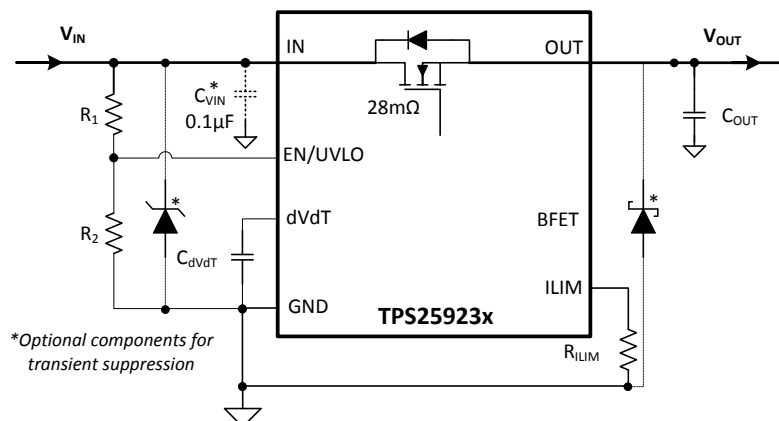 VIN
IN
OUT
VOUT
R1
CVIN*
0.1µF
28mΩ
COUT
EN/UVLO
R2
*
dVdT
BFET
*
CdVdT
ILIM
GND
TPS25923x
RILIM
*Optional components for
transient suppression